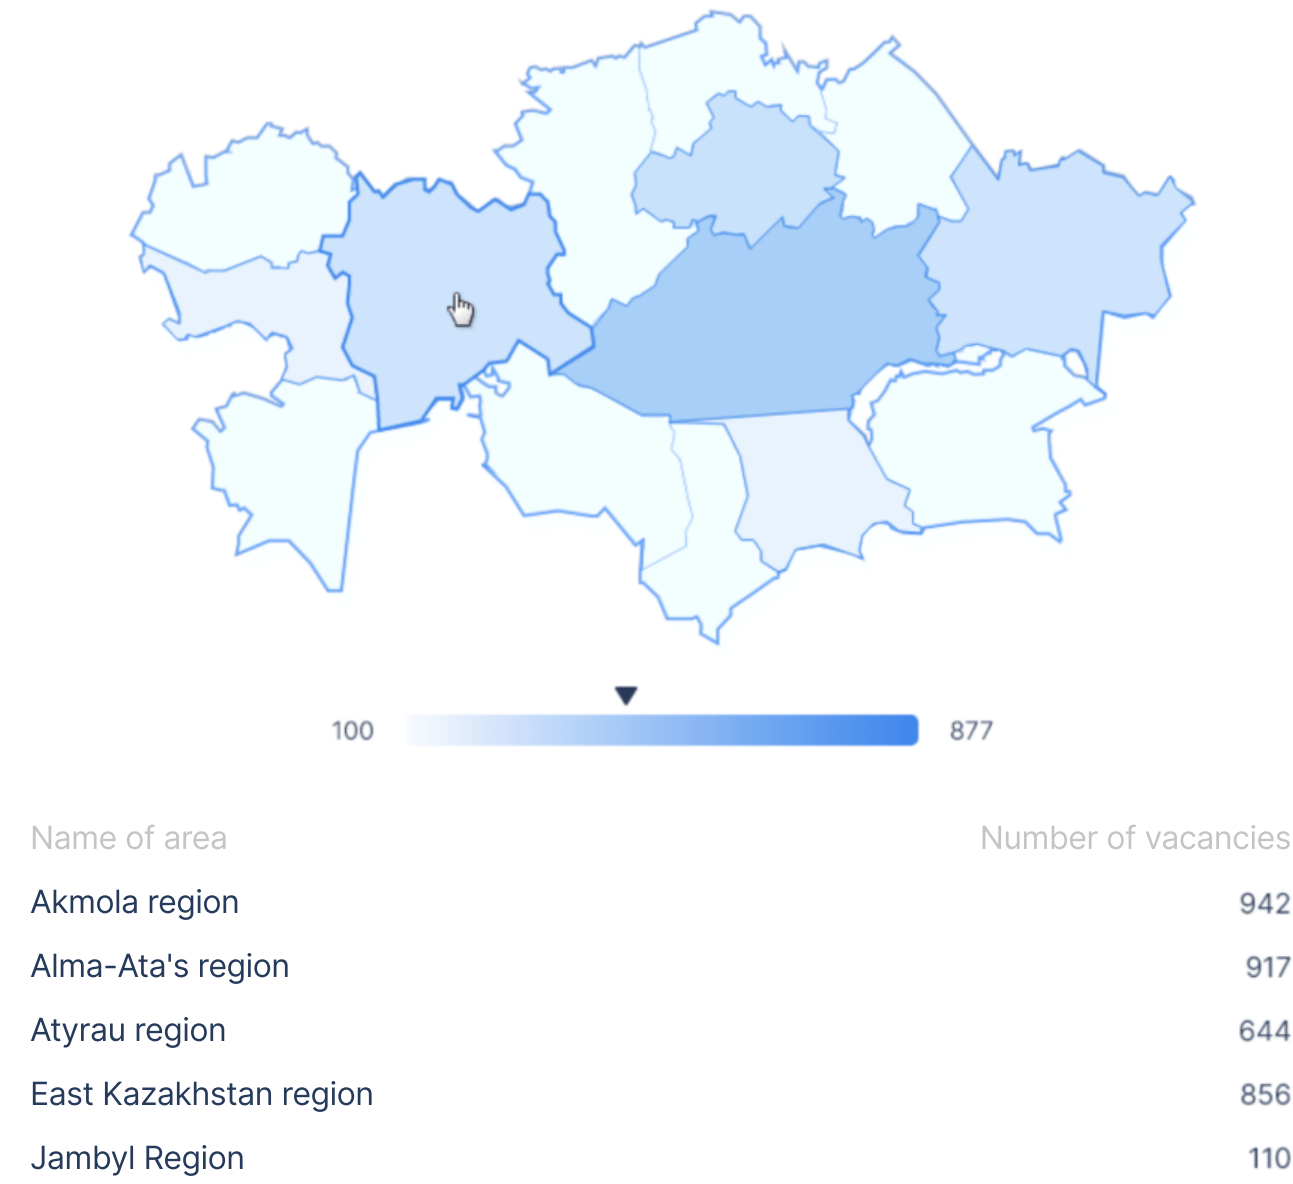 100 877
Name of area Number of vacancies
Akmola region 942
Alma-Ata's region 917
Atyrau region 644
East Kazakhstan region 856
Jambyl Region 110